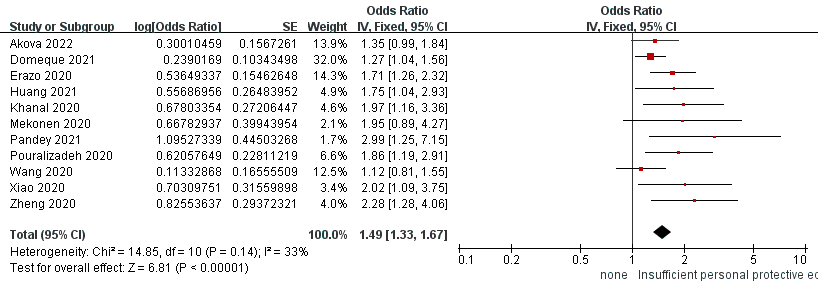 Odds Ratio Odds Ratio
Study or Subgroup log[Odds Ratio] SE Weight IV, Fixed, 95% CI IV, Fixed, 95% CI
Akova 2022 0.30010459 0.1567261 13.9% 1.35 [0.99, 1.84]
Domeque 2021 0.2390169 0.10343498 32.0% 1.27 [1.04, 1.56]
Erazo 2020 0.53649337 0.15462648 14.3% 1.71 [1.26, 2.32]
Huang 2021 0.55686956 0.26483952 4.9% 1.75 [1.04, 2.93]
Khanal 2020 0.67803354 0.27206447 4.6% 1.97 [1.16, 3.36]
Mekonen 2020 0.66782937 0.39943954 2.1% 1.95 [0.89, 4.27]
Pandey 2021 1.09527339 0.44503268 1.7% 2.99 [1.25, 7.15]
Pouralizadeh 2020 0.62057649 0.22811219 6.6% 1.86 [1.19, 2.91]
Wang 2020 0.11332868 0.16555509 12.5% 1.12 [0.81, 1.55]
Xiao 2020 0.70309751 0.31559898 3.4% 2.02 [1.09, 3.75]
Zheng 2020 0.82553637 0.29372321 4.0% 2.28 [1.28, 4.06]
Total (95% CI) 100.0% 1.49 [1.33, 1.67]
Heterogeneity: Chi² = 14.85, df = 10 (P = 0.14); I² = 33%
Test for overall effect: Z = 6.81 (P < 0.00001)
0.1 0.2 0.5 1 2 5 10
none Insufficient personal protective